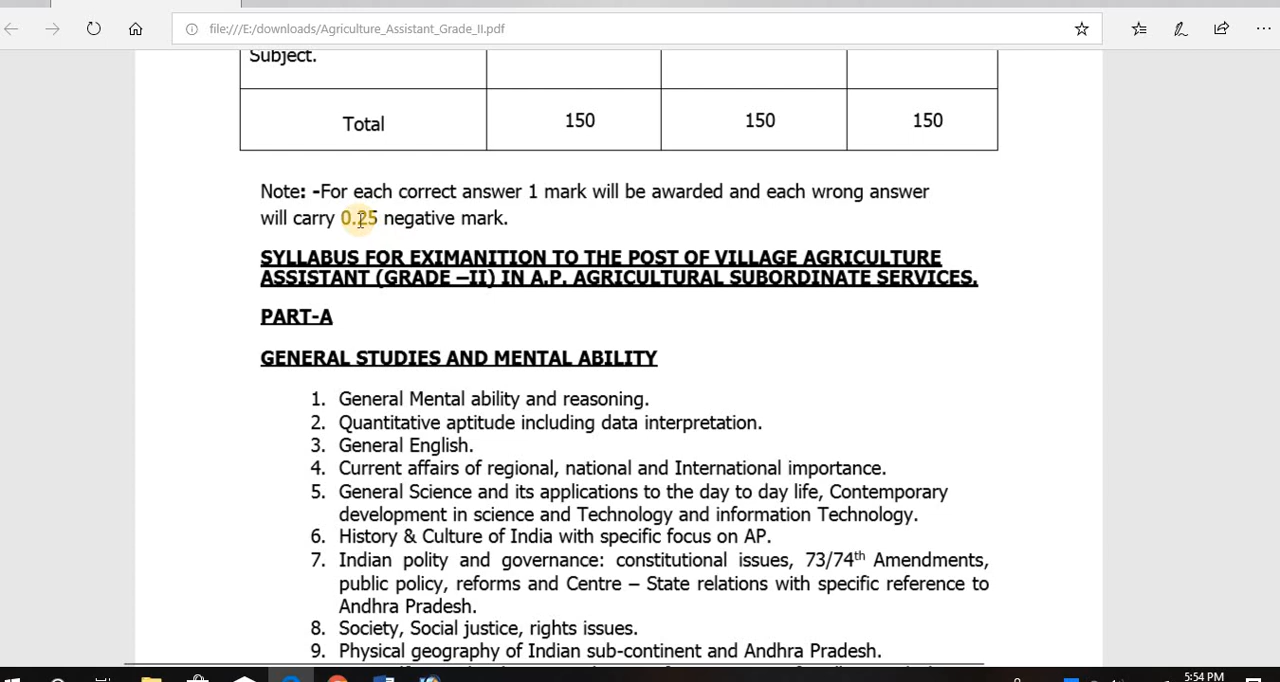 file:///E:/downloads/Agriculture_Assistant_Grade_II.pdf
Subject.
Total 150 150 150
Note: -For each correct answer 1 mark will be awarded and each wrong answer
will carry 0.25 negative mark.
SYLLABUS FOR EXIMANITION TO THE POST OF VILLAGE AGRICULTURE
ASSISTANT (GRADE –II) IN A.P. AGRICULTURAL SUBORDINATE SERVICES.
PART-A
GENERAL STUDIES AND MENTAL ABILITY
1. General Mental ability and reasoning.
2. Quantitative aptitude including data interpretation.
3. General English.
4. Current affairs of regional, national and International importance.
5. General Science and its applications to the day to day life, Contemporary
development in science and Technology and information Technology.
6. History & Culture of India with specific focus on AP.
7. Indian polity and governance: constitutional issues, 73/74th Amendments,
public policy, reforms and Centre – State relations with specific reference to
Andhra Pradesh.
8. Society, Social justice, rights issues.
9. Physical geography of Indian sub-continent and Andhra Pradesh.
5:54 PM